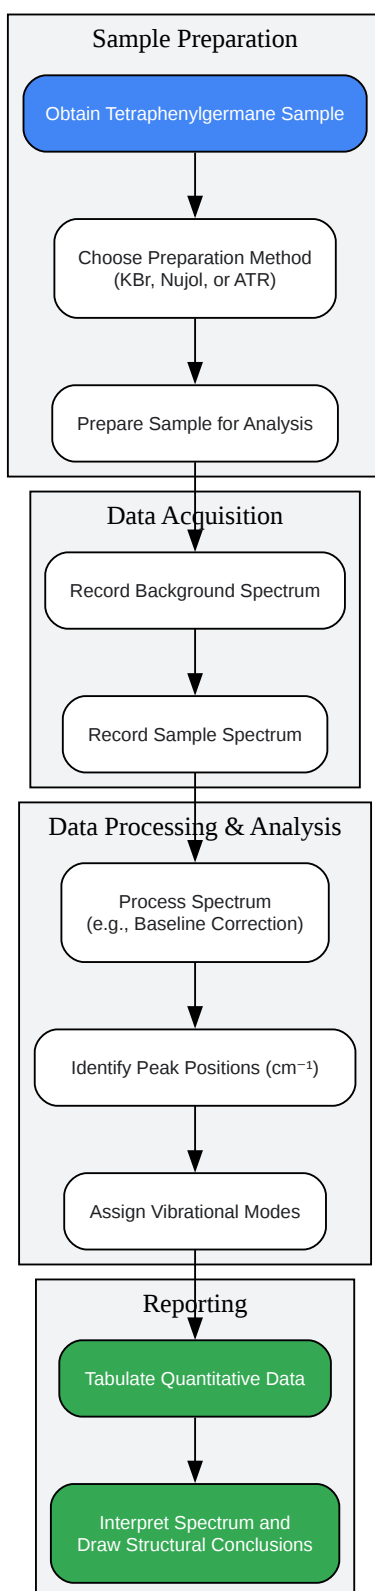 Sample Preparation
Obtain Tetraphenylgermane Sample
Choose Preparation Method
(KBr, Nujol, or ATR)
Prepare Sample for Analysis
Data Acquisition
Record Background Spectrum
Record Sample Spectrum
Data Processing & Analysis
Process Spectrum
(e.g., Baseline Correction)
Identify Peak Positions (cm⁻¹)
Assign Vibrational Modes
Reporting
Tabulate Quantitative Data
Interpret Spectrum and
Draw Structural Conclusions